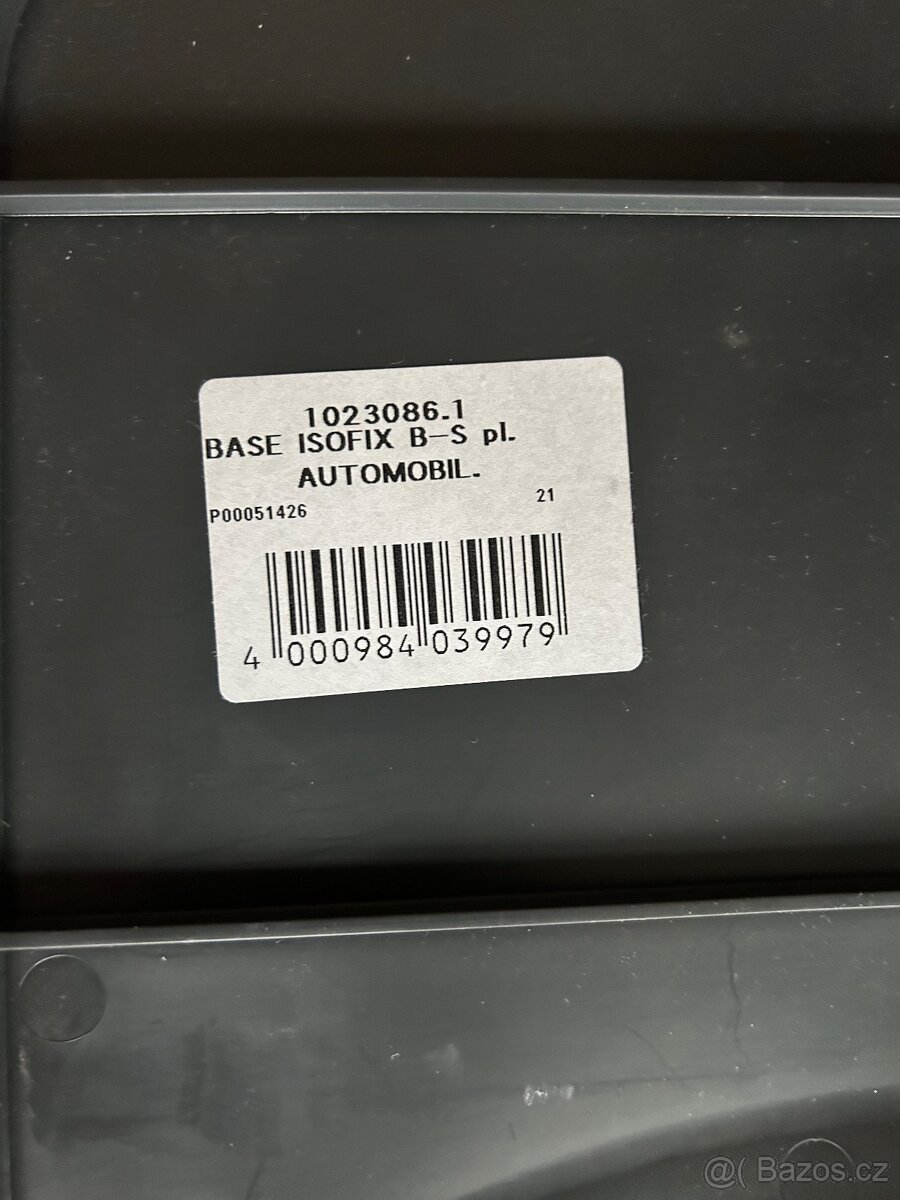 1023086.1
BASE ISOFIX B-S pl.
AUTOMOBIL.
P00051426 21
4 000984 039979
@( Bazos.cz